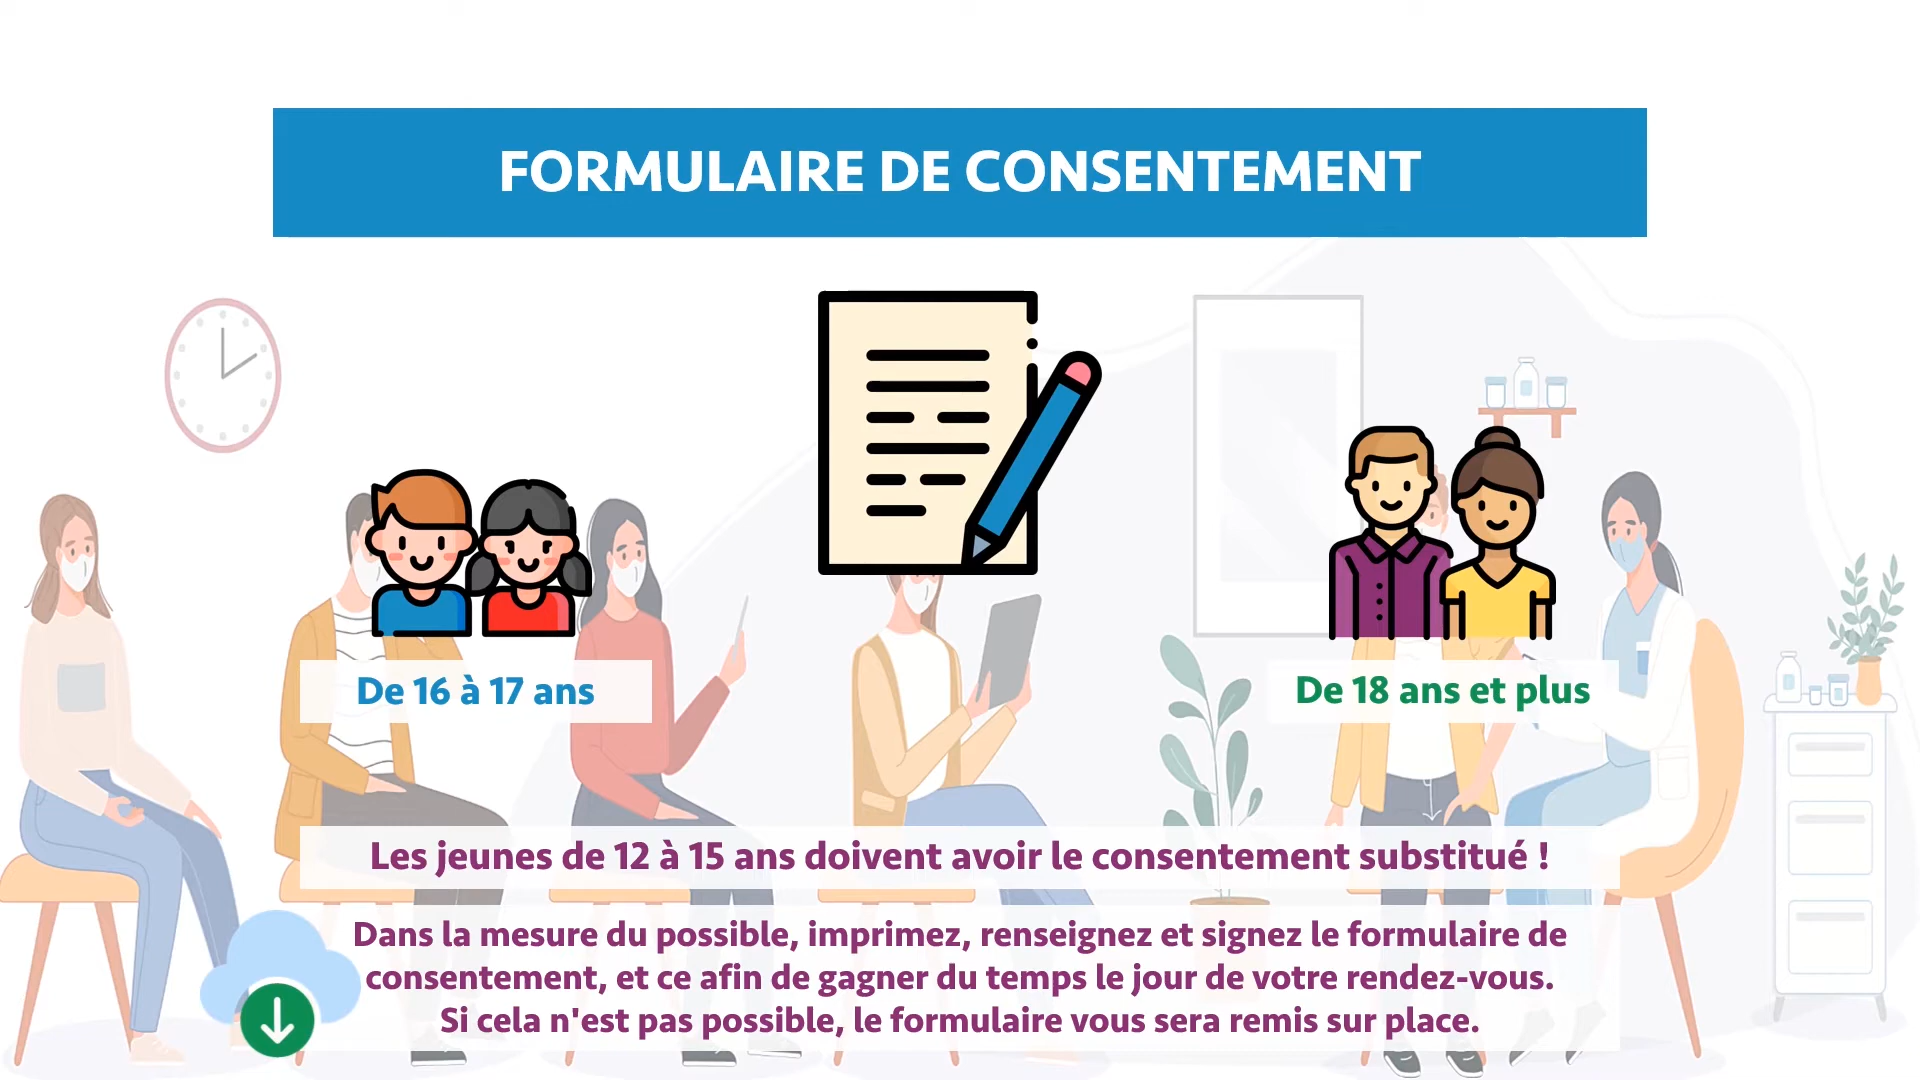 FORMULAIRE DE CONSENTEMENT
De 16 à 17 ans
De 18 ans et plus
Les jeunes de 12 à 15 ans doivent avoir le consentement substitué !
Dans la mesure du possible, imprimez, renseignez et signez le formulaire de
consentement, et ce afin de gagner du temps le jour de votre rendez-vous.
Si cela n'est pas possible, le formulaire vous sera remis sur place.